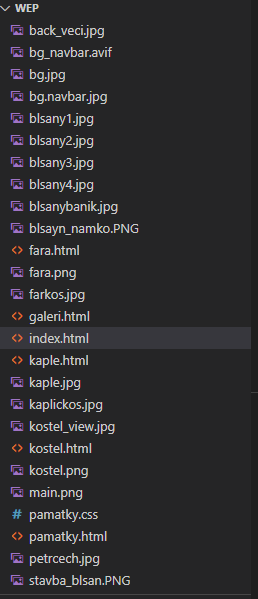 WEP
back_veci.jpg
bg_navbar.avif
bg.jpg
bg.navbar.jpg
blsany1.jpg
blsany2.jpg
blsany3.jpg
blsany4.jpg
blsanybanik.jpg
blsayn_namko.PNG
fara.html
fara.png
farkos.jpg
galeri.html
index.html
kaple.html
kaple.jpg
kaplickos.jpg
kostel_view.jpg
kostel.html
kostel.png
main.png
pamatky.css
pamatky.html
petrcech.jpg
stavba_blsan.PNG